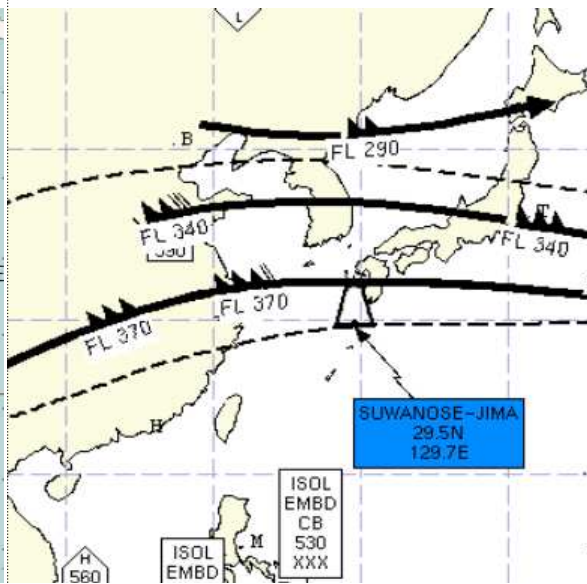 L
B
FL 290
T
FL 340
FL 340
FL 370
FL 370
SUWANOSE-JIMA
29.5N
129.7E
H
ISOL
EMBD
CB
530
XXX
M
H
560
ISOL
EMBD